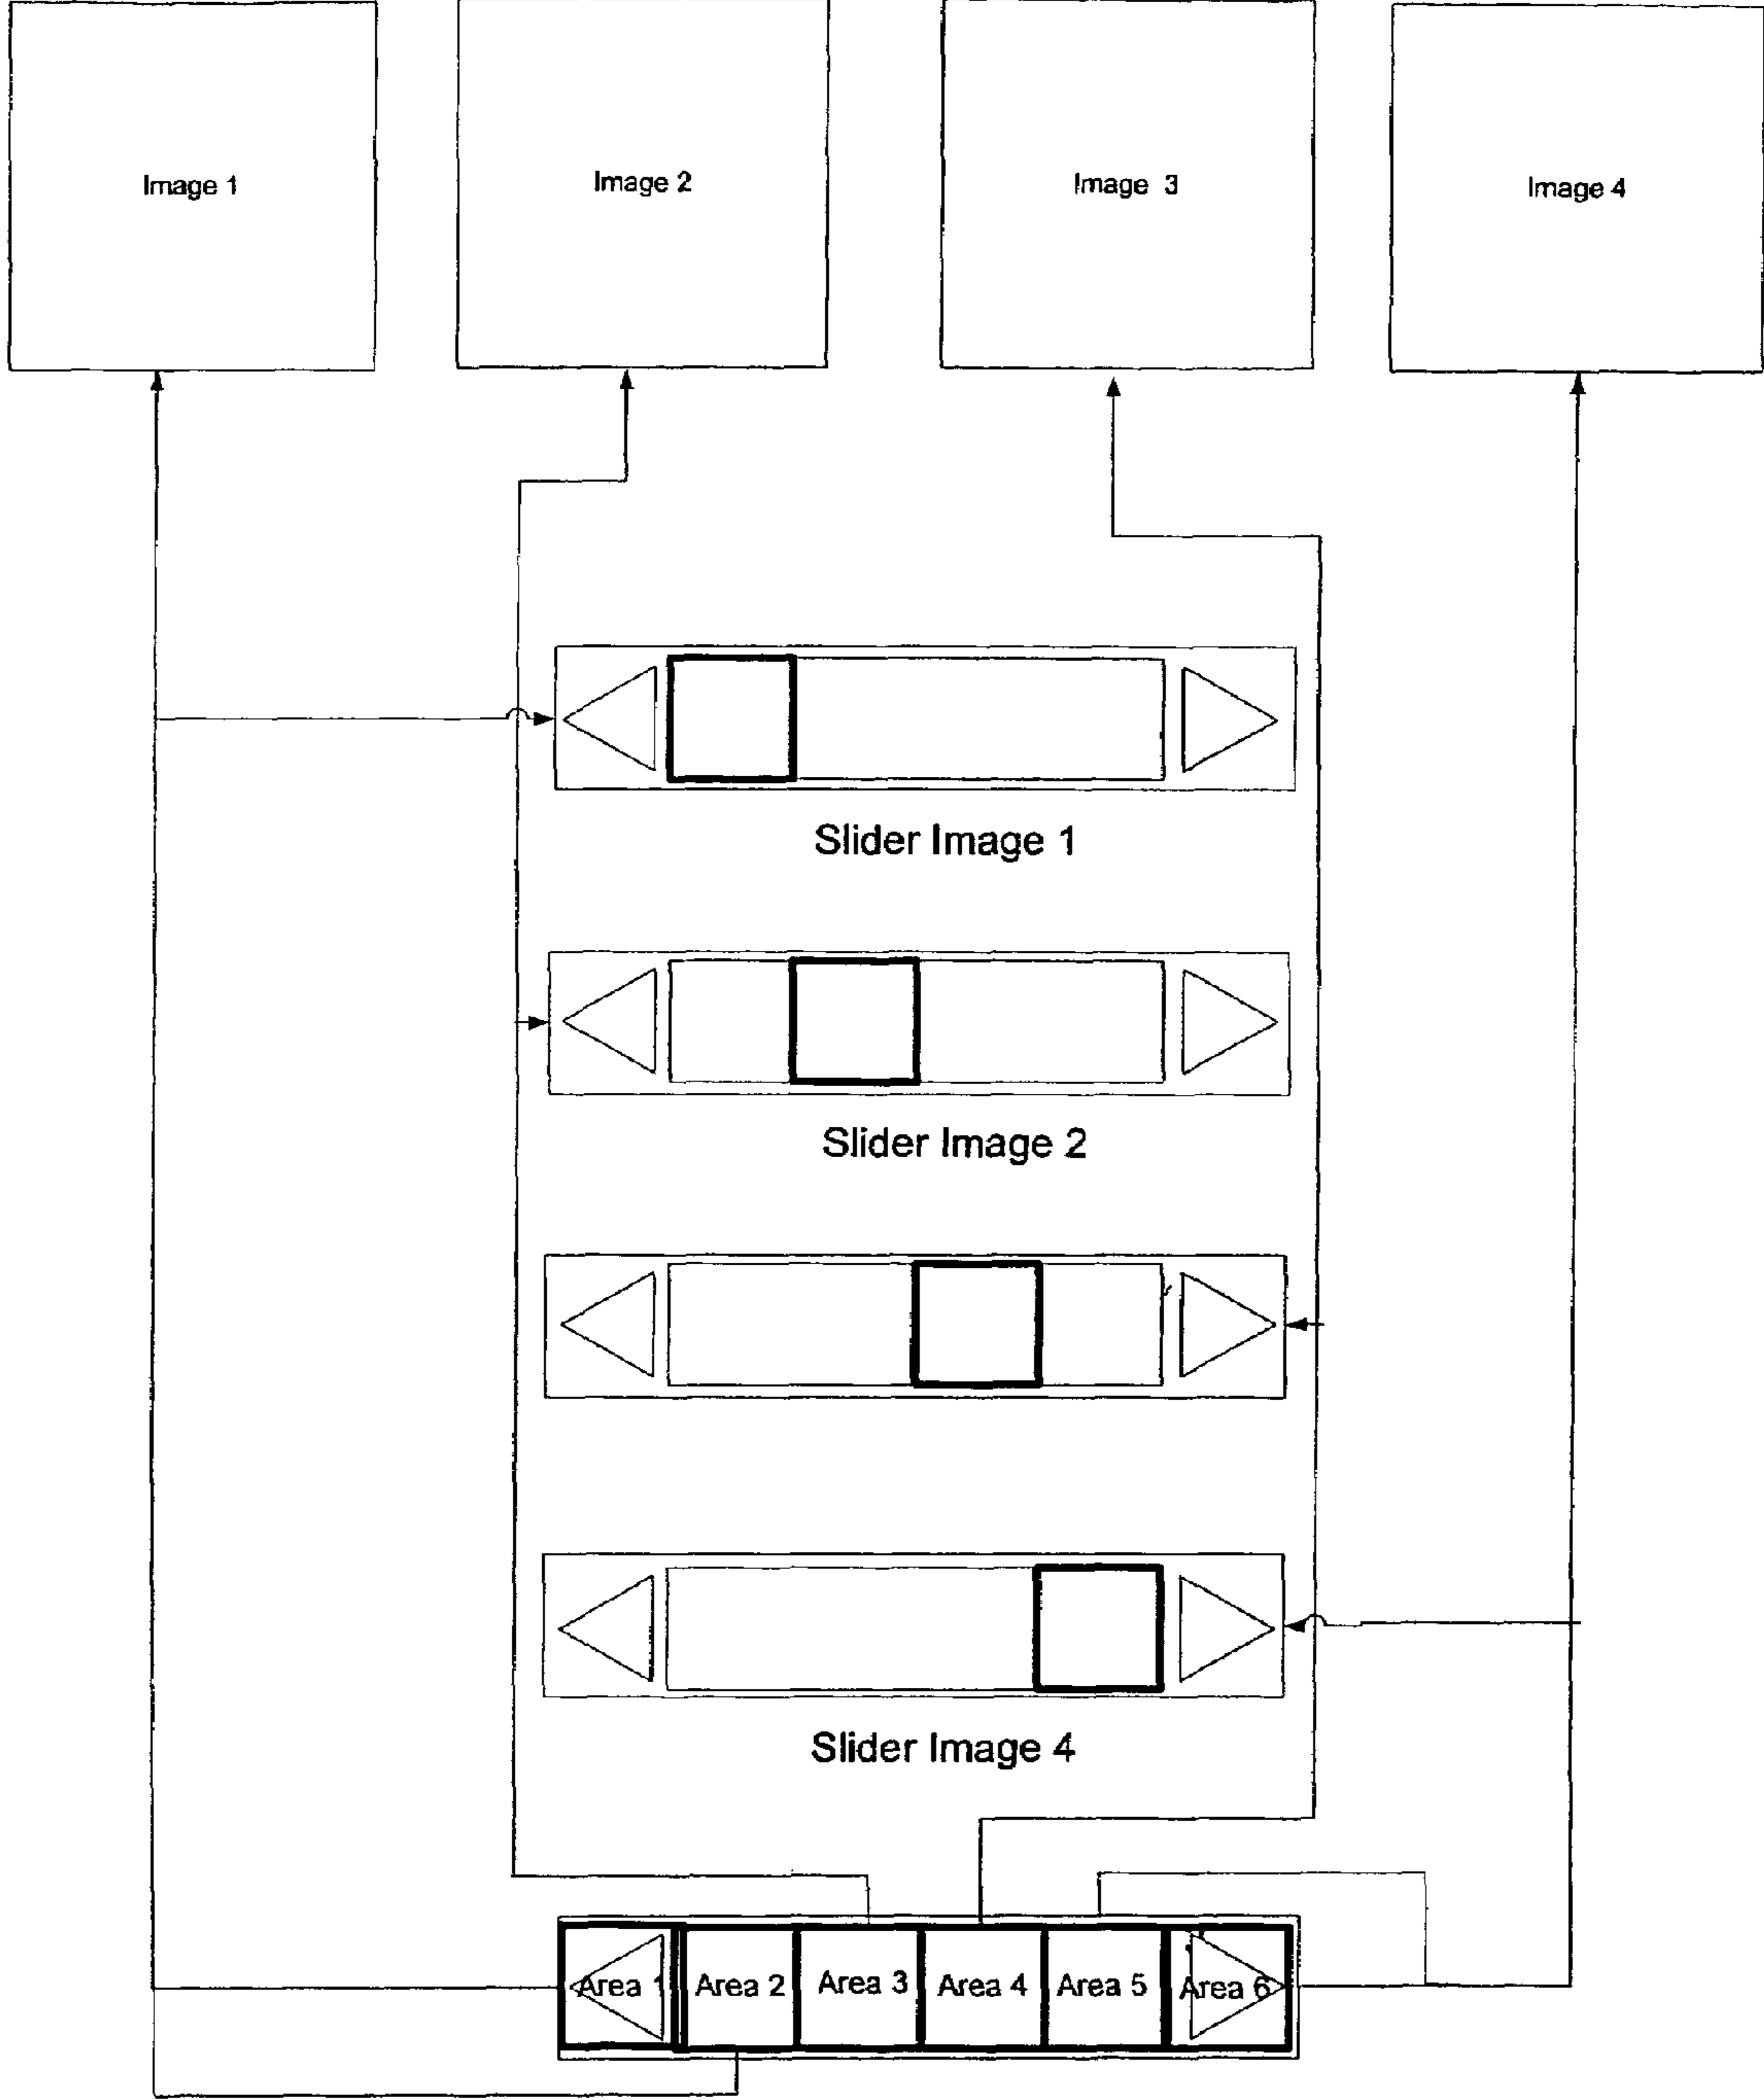 Image 1
Image 2
Image 3
Image 4
Slider Image 1
Slider Image 2
Slider Image 4
Area 1
Area 2
Area 3
Area 4
Area 5
Area 6